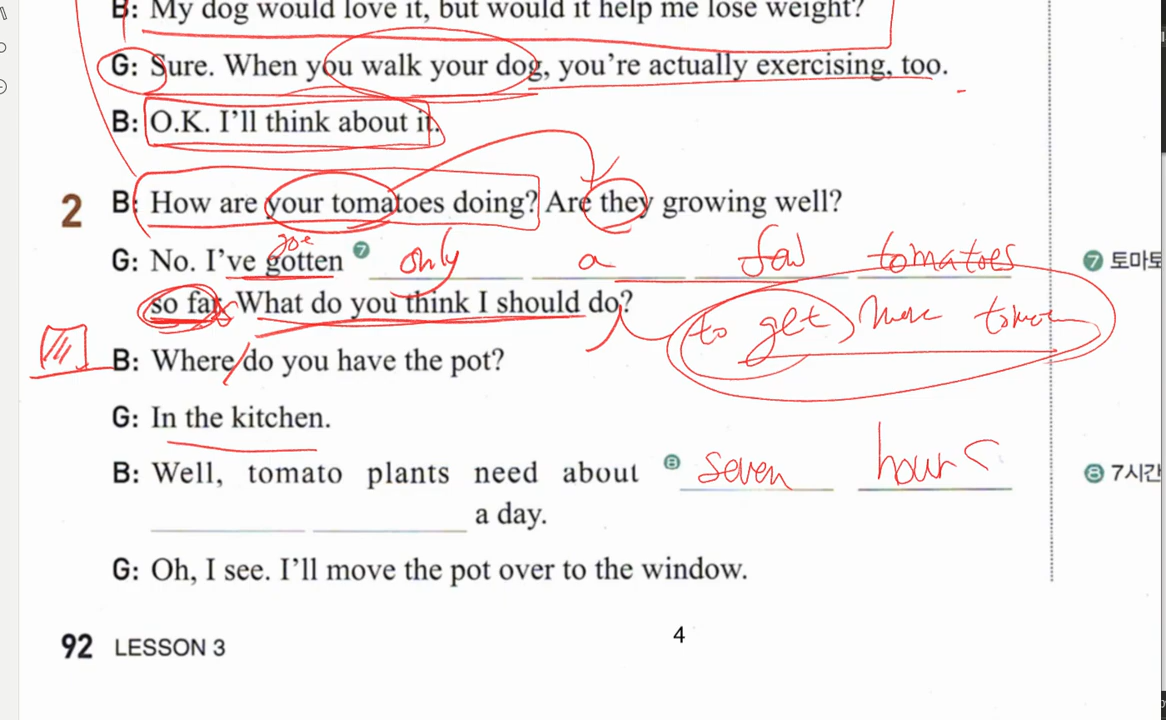 B: My dog would love it, but would it help me lose weight?
G: Sure. When you walk your dog, you're actually exercising, too.
B: O.K. I'll think about it.
2 B: How are your tomatoes doing? Are they growing well?
G: No. I've gotten ⑦ only a few tomatoes ⑦ 토마토
so far. What do you think I should do?
to get more
B: Where/do you have the pot?
G: In the kitchen.
B: Well, tomato plants need about ⑧ seven hours ⑧ 7시간
a day.
G: Oh, I see. I'll move the pot over to the window.
92 LESSON 3
4